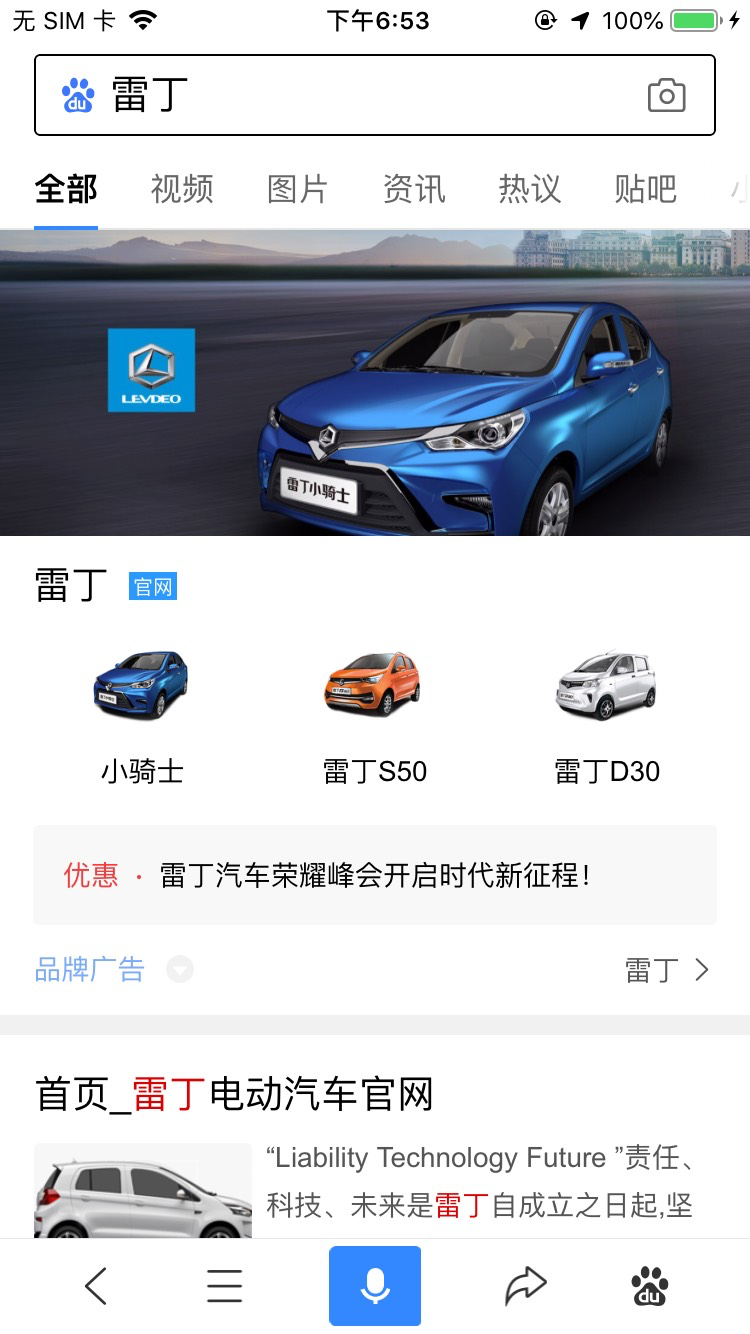 无 SIM 卡
下午6:53
100%
du 雷丁
全部 视频 图片 资讯 热议 贴吧
LEVDEO
雷丁小骑士
雷丁 官网
小骑士 雷丁S50 雷丁D30
优惠 · 雷丁汽车荣耀峰会开启时代新征程!
品牌广告 雷丁
首页_雷丁电动汽车官网
“Liability Technology Future ”责任、
科技、未来是雷丁自成立之日起,坚
du